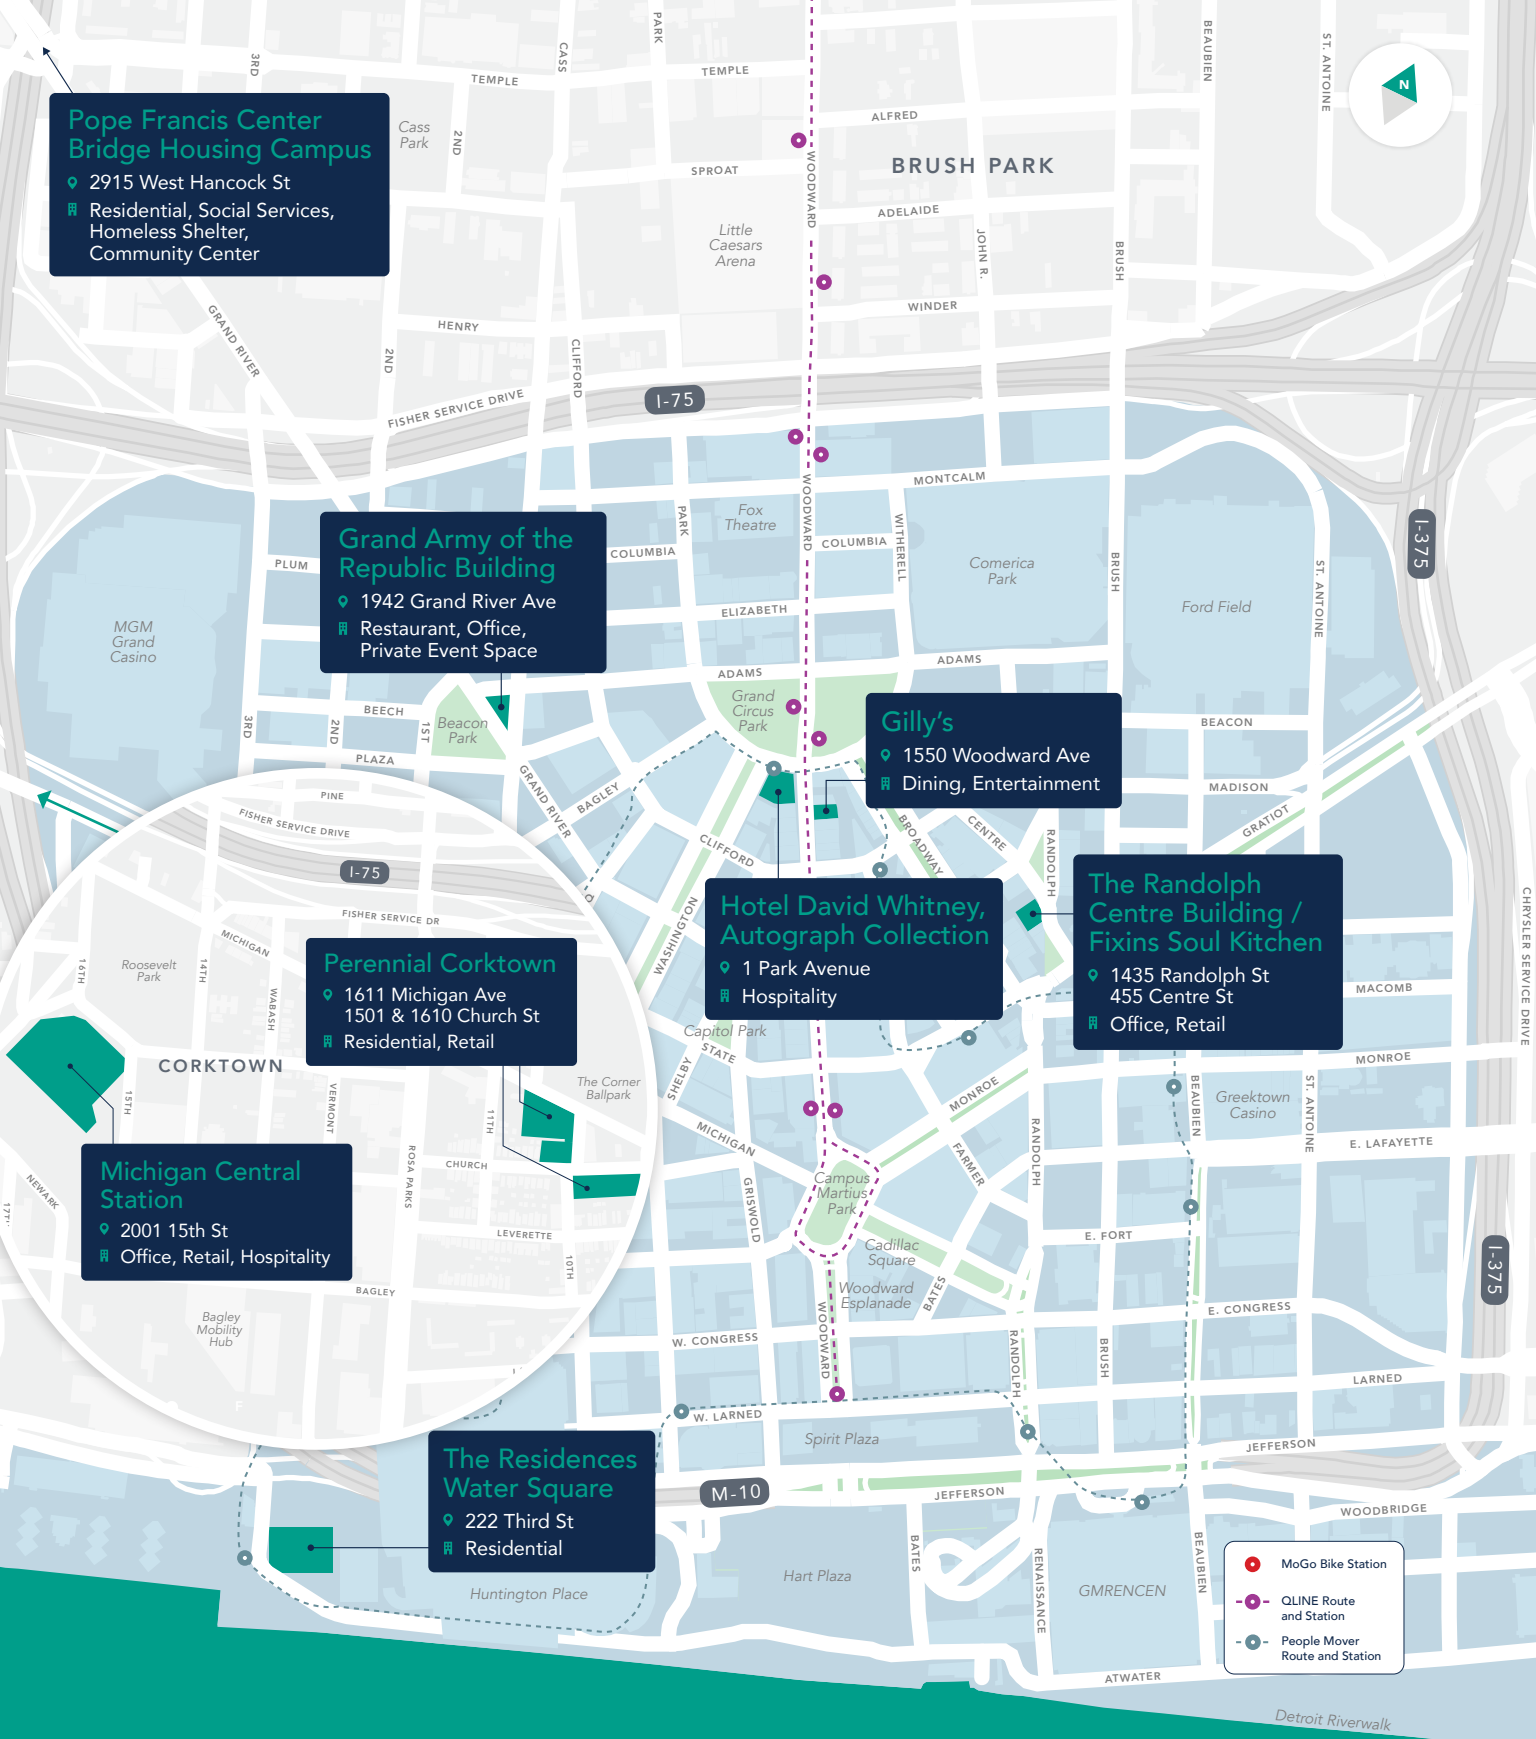 3RD
CASS
PARK
TEMPLE
TEMPLE
BEAUBIEN
ST. ANTOINE
N
Pope Francis Center
Bridge Housing Campus
2915 West Hancock St
Residential, Social Services,
Homeless Shelter,
Community Center
Cass
Park
2ND
ALFRED
BRUSH PARK
SPROAT
WOODWARD
ADELAIDE
Little
Caesars
Arena
JOHN R.
BRUSH
WINDER
GRAND RIVER
HENRY
2ND
CLIFFORD
FISHER SERVICE DRIVE
I-75
MONTCALM
Fox
Theatre
PARK
WOODWARD
WITHERELL
COLUMBIA
COLUMBIA
Comerica
Park
BRUSH
ST. ANTOINE
I-375
Ford Field
PLUM
Grand Army of the
Republic Building
1942 Grand River Ave
Restaurant, Office,
Private Event Space
ELIZABETH
MGM
Grand
Casino
ADAMS
ADAMS
Grand
Circus
Park
BEECH
3RD
2ND
1ST
Beacon
Park
PLAZA
BEACON
Gilly's
1550 Woodward Ave
Dining, Entertainment
MADISON
GRATIOT
GRAND RIVER
BAGLEY
CLIFFORD
BROADWAY
CENTRE
RANDOLPH
PINE
FISHER SERVICE DRIVE
I-75
FISHER SERVICE DR
MICHIGAN
WASHINGTON
Hotel David Whitney,
Autograph Collection
1 Park Avenue
Hospitality
The Randolph
Centre Building /
Fixins Soul Kitchen
1435 Randolph St
455 Centre St
Office, Retail
CHRYSLER SERVICE DRIVE
Roosevelt
Park
16TH
14TH
WABASH
Perennial Corktown
1611 Michigan Ave
1501 & 1610 Church St
Residential, Retail
MACOMB
Capitol Park
STATE
SHELBY
MONROE
MONROE
CORKTOWN
The Corner
Ballpark
15TH
VERMONT
11TH
BEAUBIEN
Greektown
Casino
ST. ANTOINE
MICHIGAN
FARMER
RANDOLPH
E. LAFAYETTE
Michigan Central
Station
2001 15th St
Office, Retail, Hospitality
NEWARK
17TH
ROSA PARKS
CHURCH
LEVERETTE
10TH
GRISWOLD
Campus
Martius
Park
E. FORT
Cadillac
Square
I-375
BAGLEY
Woodward
Esplanade
BATES
E. CONGRESS
Bagley
Mobility
Hub
W. CONGRESS
WOODWARD
RANDOLPH
BRUSH
LARNED
W. LARNED
Spirit Plaza
JEFFERSON
The Residences
Water Square
222 Third St
Residential
M-10
JEFFERSON
WOODBRIDGE
BATES
RENAISSANCE
BEAUBIEN
Hart Plaza
GMRENCEN
Huntington Place
MoGo Bike Station
QLINE Route
and Station
People Mover
Route and Station
ATWATER
Detroit Riverwalk